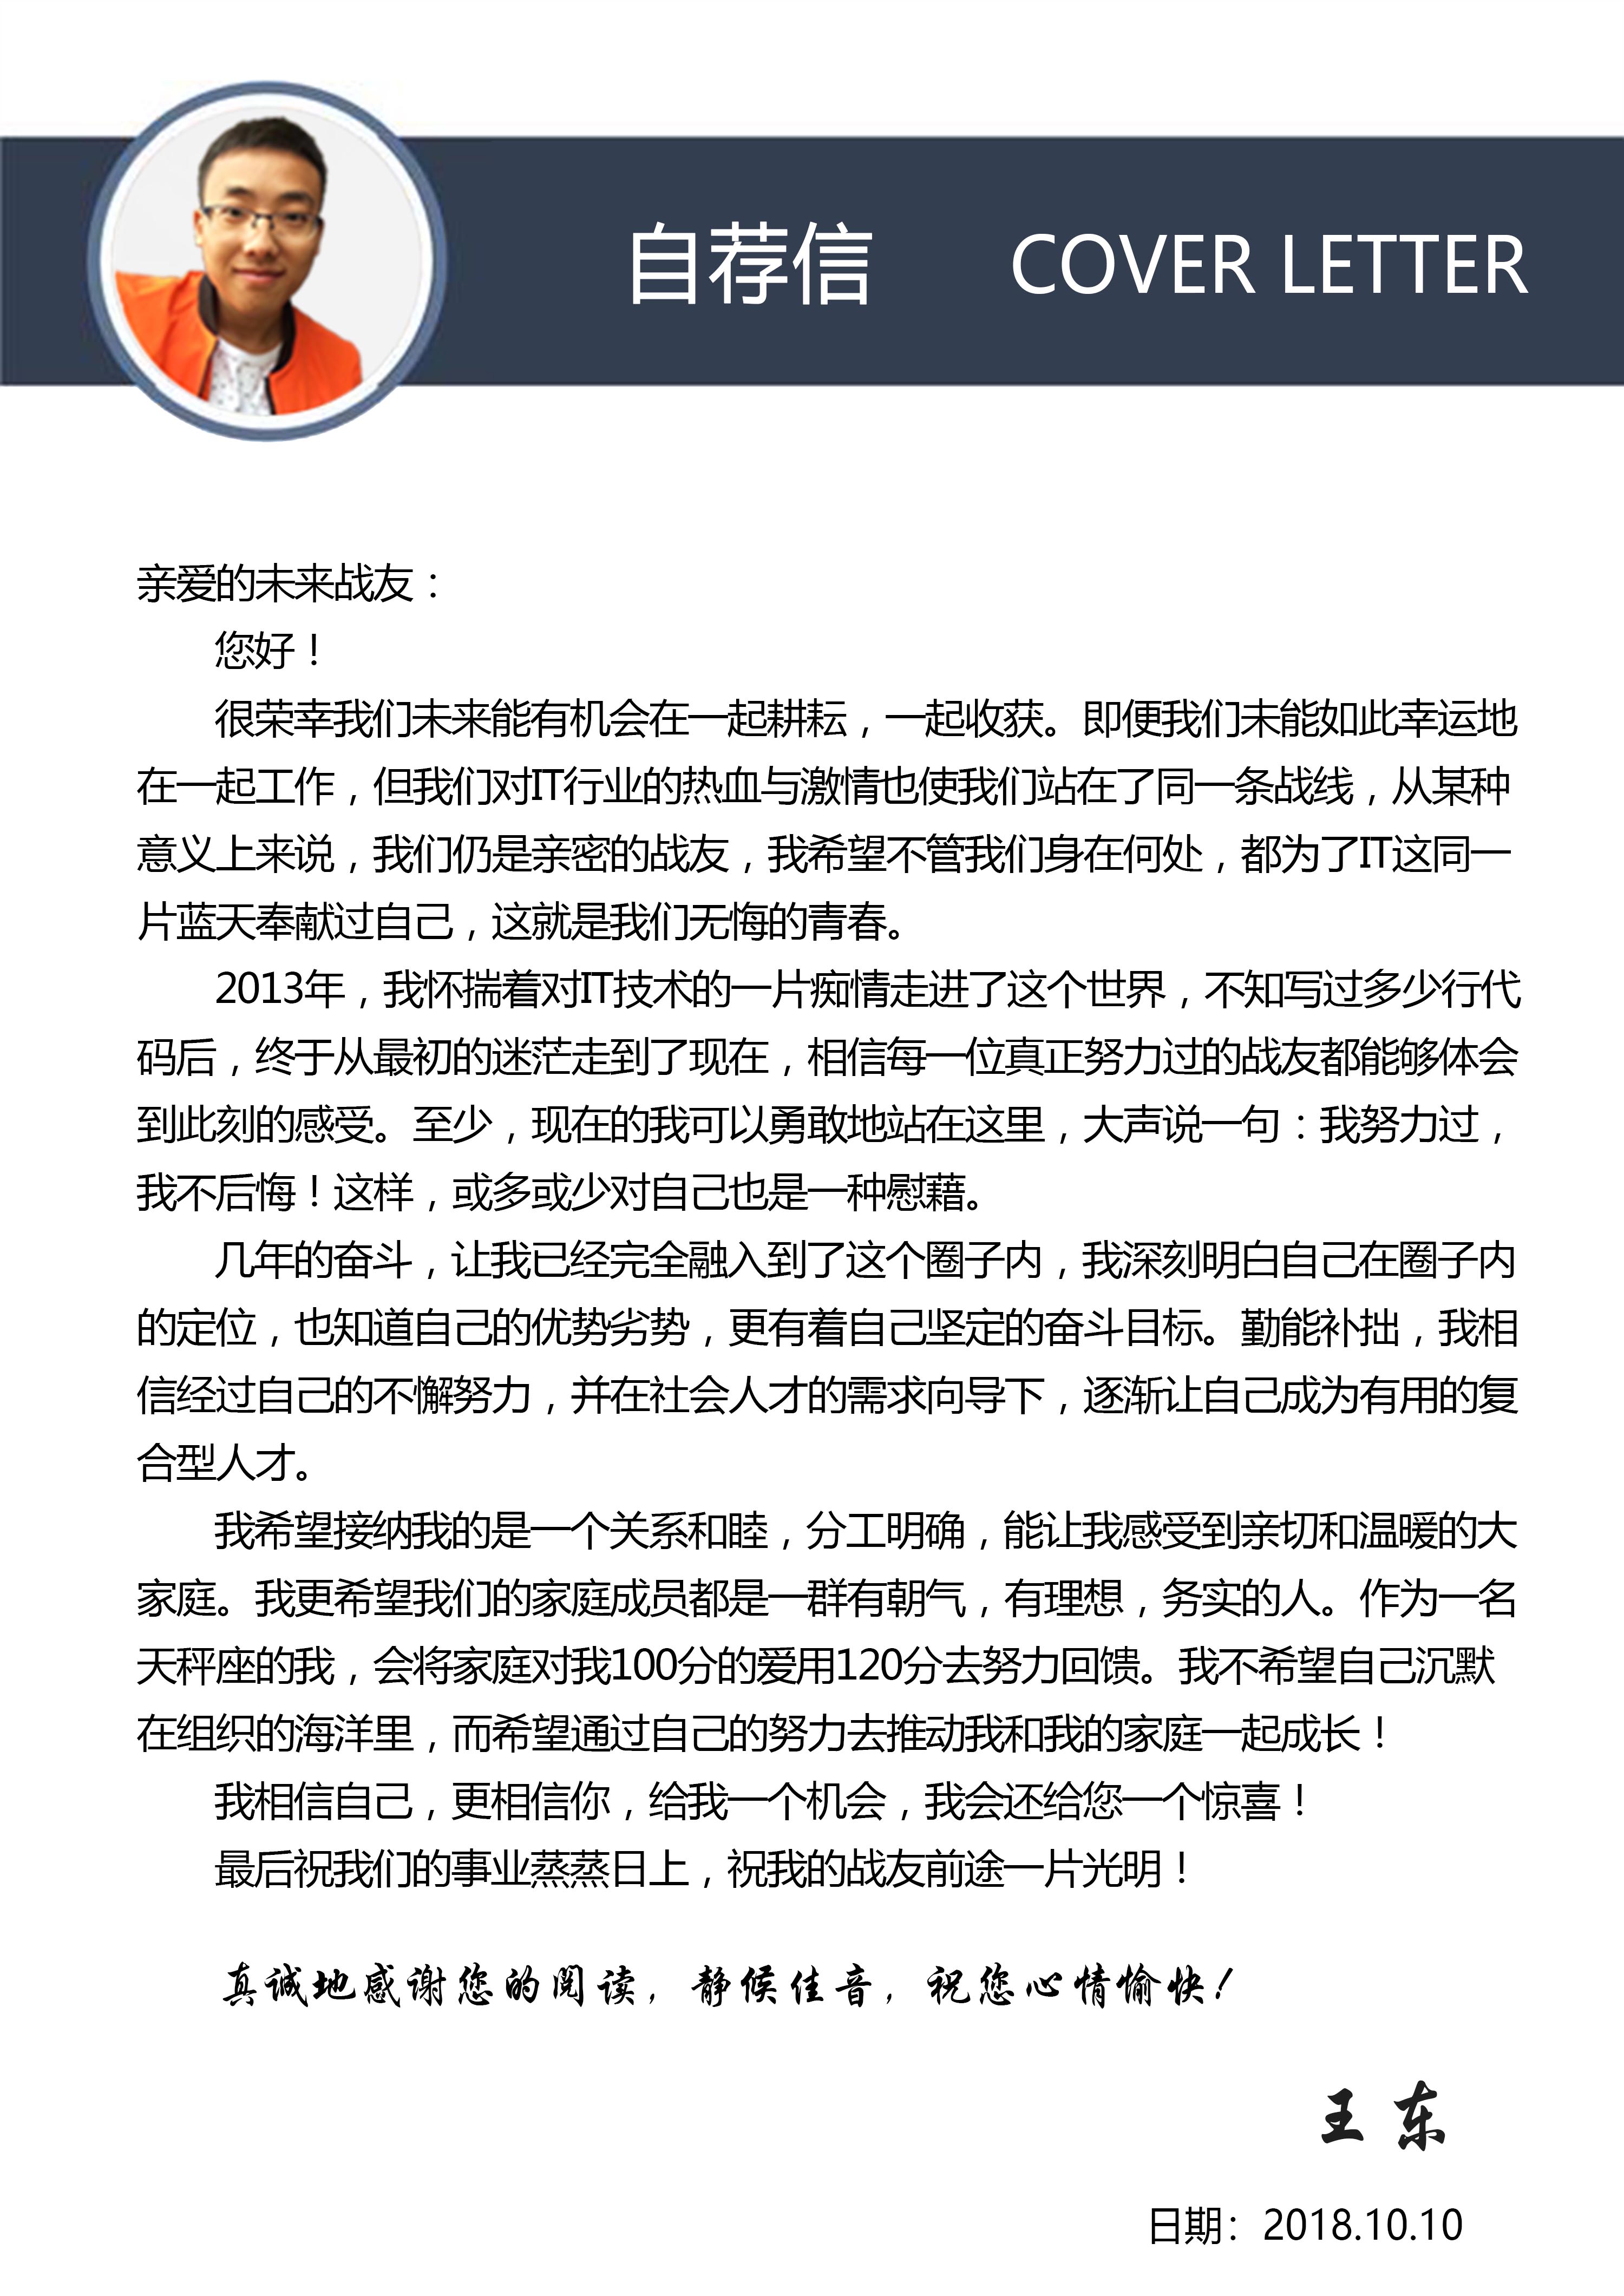 自荐信 COVER LETTER
亲爱的未来战友：
您好！
很荣幸我们未来能有机会在一起耕耘，一起收获。即便我们未能如此幸运地
在一起工作，但我们对IT行业的热血与激情也使我们站在了同一条战线，从某种
意义上来说，我们仍是亲密的战友，我希望不管我们身在何处，都为了IT这同一
片蓝天奉献过自己，这就是我们无悔的青春。
2013年，我怀揣着对IT技术的一片痴情走进了这个世界，不知写过多少行代
码后，终于从最初的迷茫走到了现在，相信每一位真正努力过的战友都能够体会
到此刻的感受。至少，现在的我可以勇敢地站在这里，大声说一句：我努力过，
我不后悔！这样，或多或少对自己也是一种慰藉。
几年的奋斗，让我已经完全融入到了这个圈子内，我深刻明白自己在圈子内
的定位，也知道自己的优势劣势，更有着自己坚定的奋斗目标。勤能补拙，我相
信经过自己的不懈努力，并在社会人才的需求向导下，逐渐让自己成为有用的复
合型人才。
我希望接纳我的是一个关系和睦，分工明确，能让我感受到亲切和温暖的大
家庭。我更希望我们的家庭成员都是一群有朝气，有理想，务实的人。作为一名
天秤座的我，会将家庭对我100分的爱用120分去努力回馈。我不希望自己沉默
在组织的海洋里，而希望通过自己的努力去推动我和我的家庭一起成长！
我相信自己，更相信你，给我一个机会，我会还给您一个惊喜！
最后祝我们的事业蒸蒸日上，祝我的战友前途一片光明！
真诚地感谢您的阅读，静候佳音，祝您心情愉快！
王东
日期：2018.10.10